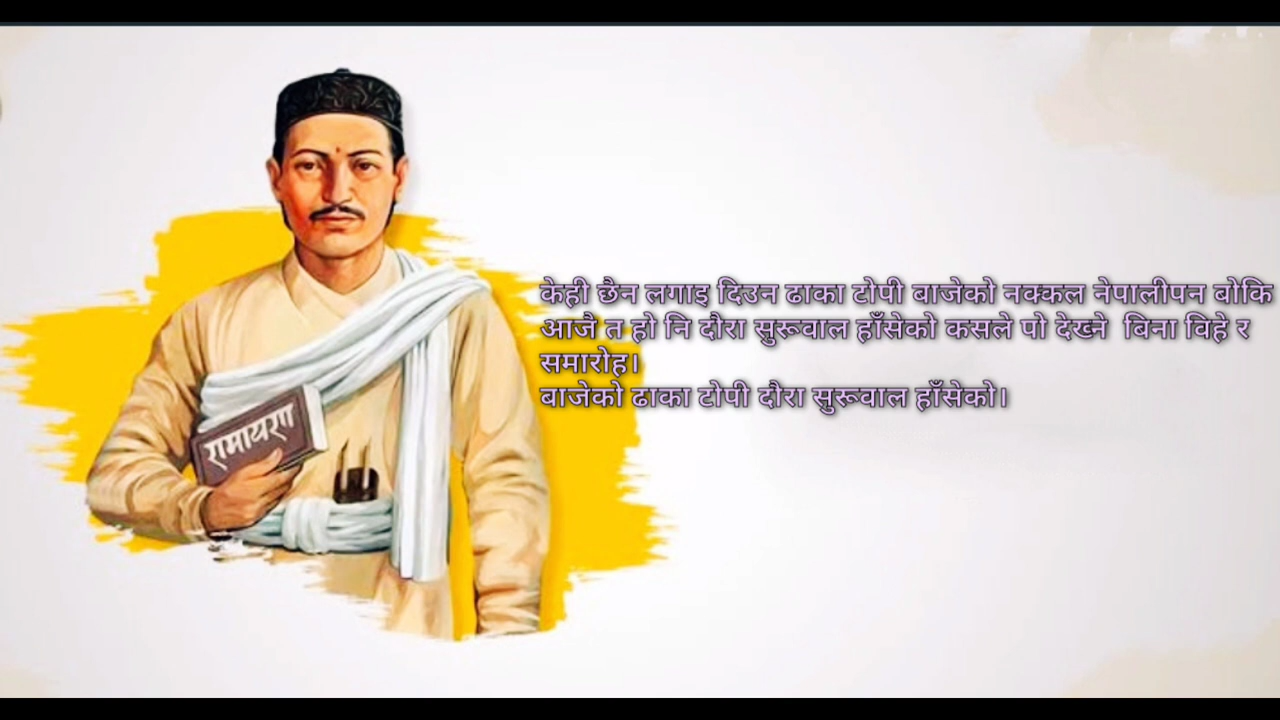 रामायण
केही छैन लगाइ दिउन ढाका टोपी बाजेको नक्कल नेपालीपन बोकि
आजै त हो नि दौरा सुरूवाल हाँसेको कसले पो देख्ने बिना विहे र
समारोह।
बाजेको ढाका टोपी दौरा सुरूवाल हाँसेको।